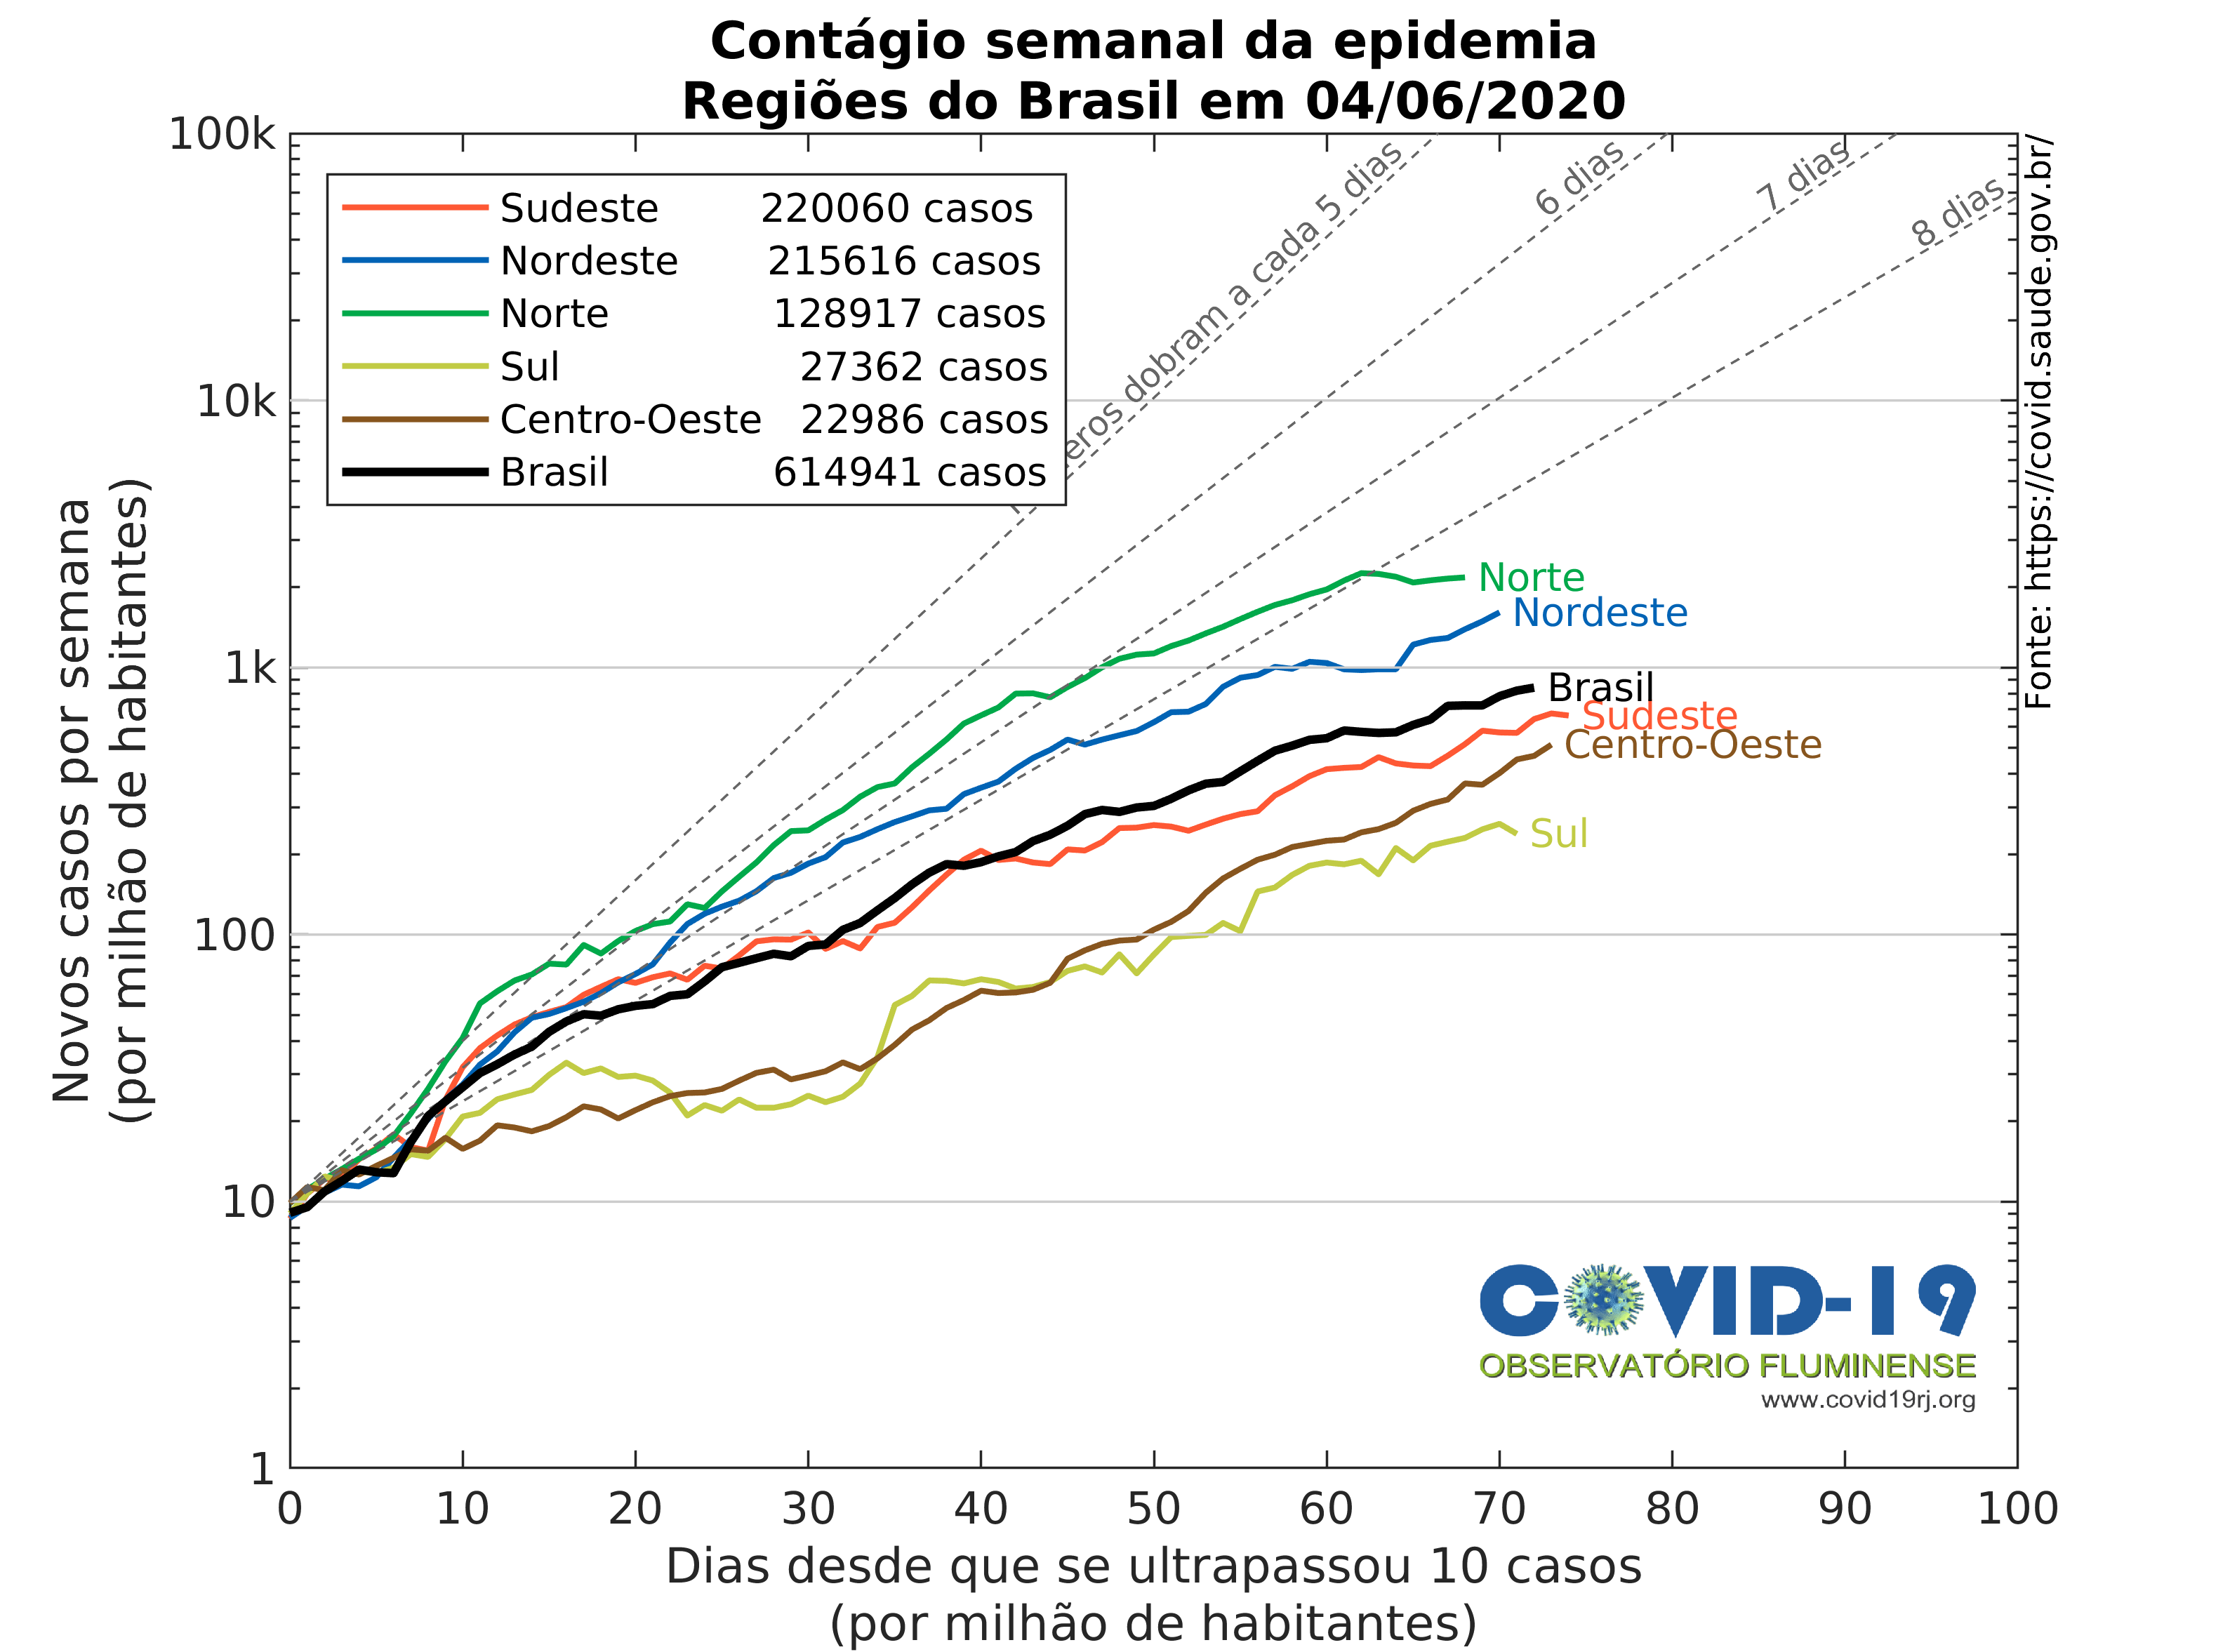 Contágio semanal da epidemia
Regiões do Brasil em 04/06/2020
100k
10k
1k
100
10
1
Novos casos por semana
(por milhão de habitantes)
Sudeste 220060 casos
Nordeste 215616 casos
Norte 128917 casos
Sul 27362 casos
Centro-Oeste 22986 casos
Brasil 614941 casos
dobram a cada 5 dias
6 dias
7 dias
8 dias
Norte
Nordeste
Brasil
Sudeste
Centro-Oeste
Sul
Fonte: https://covid.saude.gov.br/
COVID-19
OBSERVATÓRIO FLUMINENSE
www.covid19rj.org
0 10 20 30 40 50 60 70 80 90 100
Dias desde que se ultrapassou 10 casos
(por milhão de habitantes)